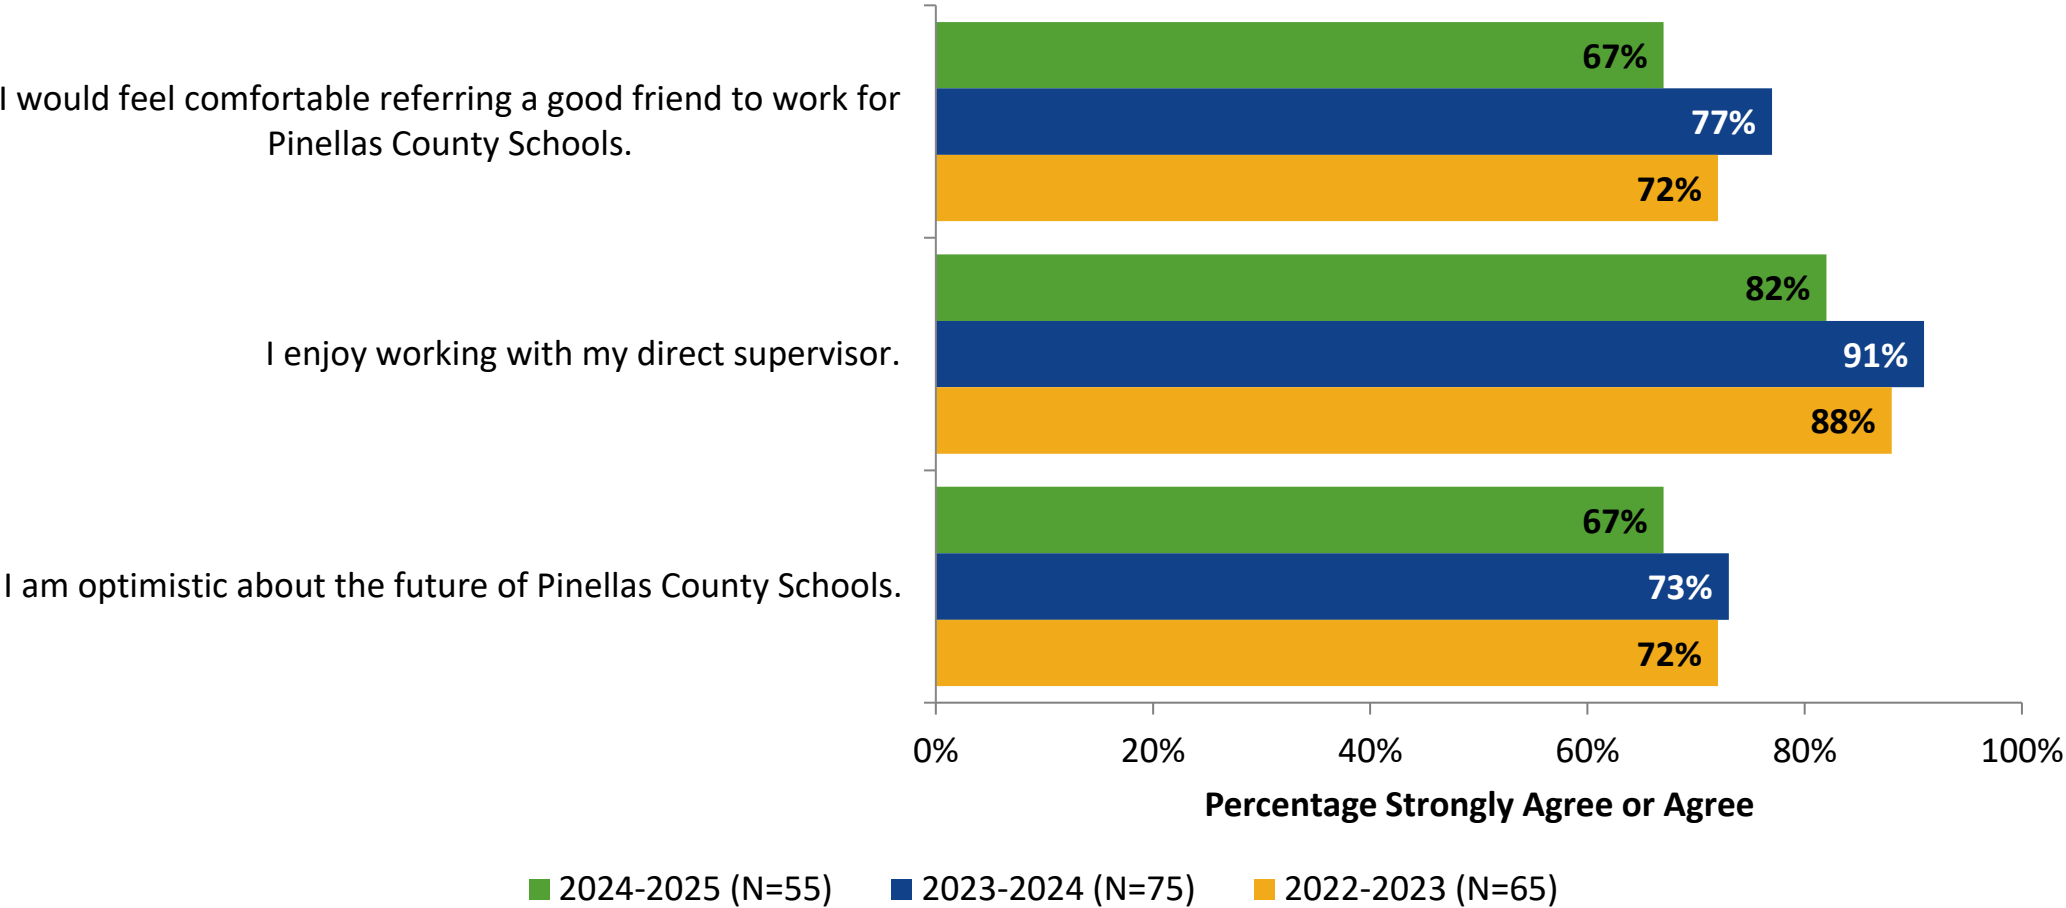 67%
I would feel comfortable referring a good friend to work for
Pinellas County Schools.
77%
72%
82%
I enjoy working with my direct supervisor.
91%
88%
67%
I am optimistic about the future of Pinellas County Schools.
73%
72%
0% 20% 40% 60% 80% 100%
Percentage Strongly Agree or Agree
2024-2025 (N=55) 2023-2024 (N=75) 2022-2023 (N=65)